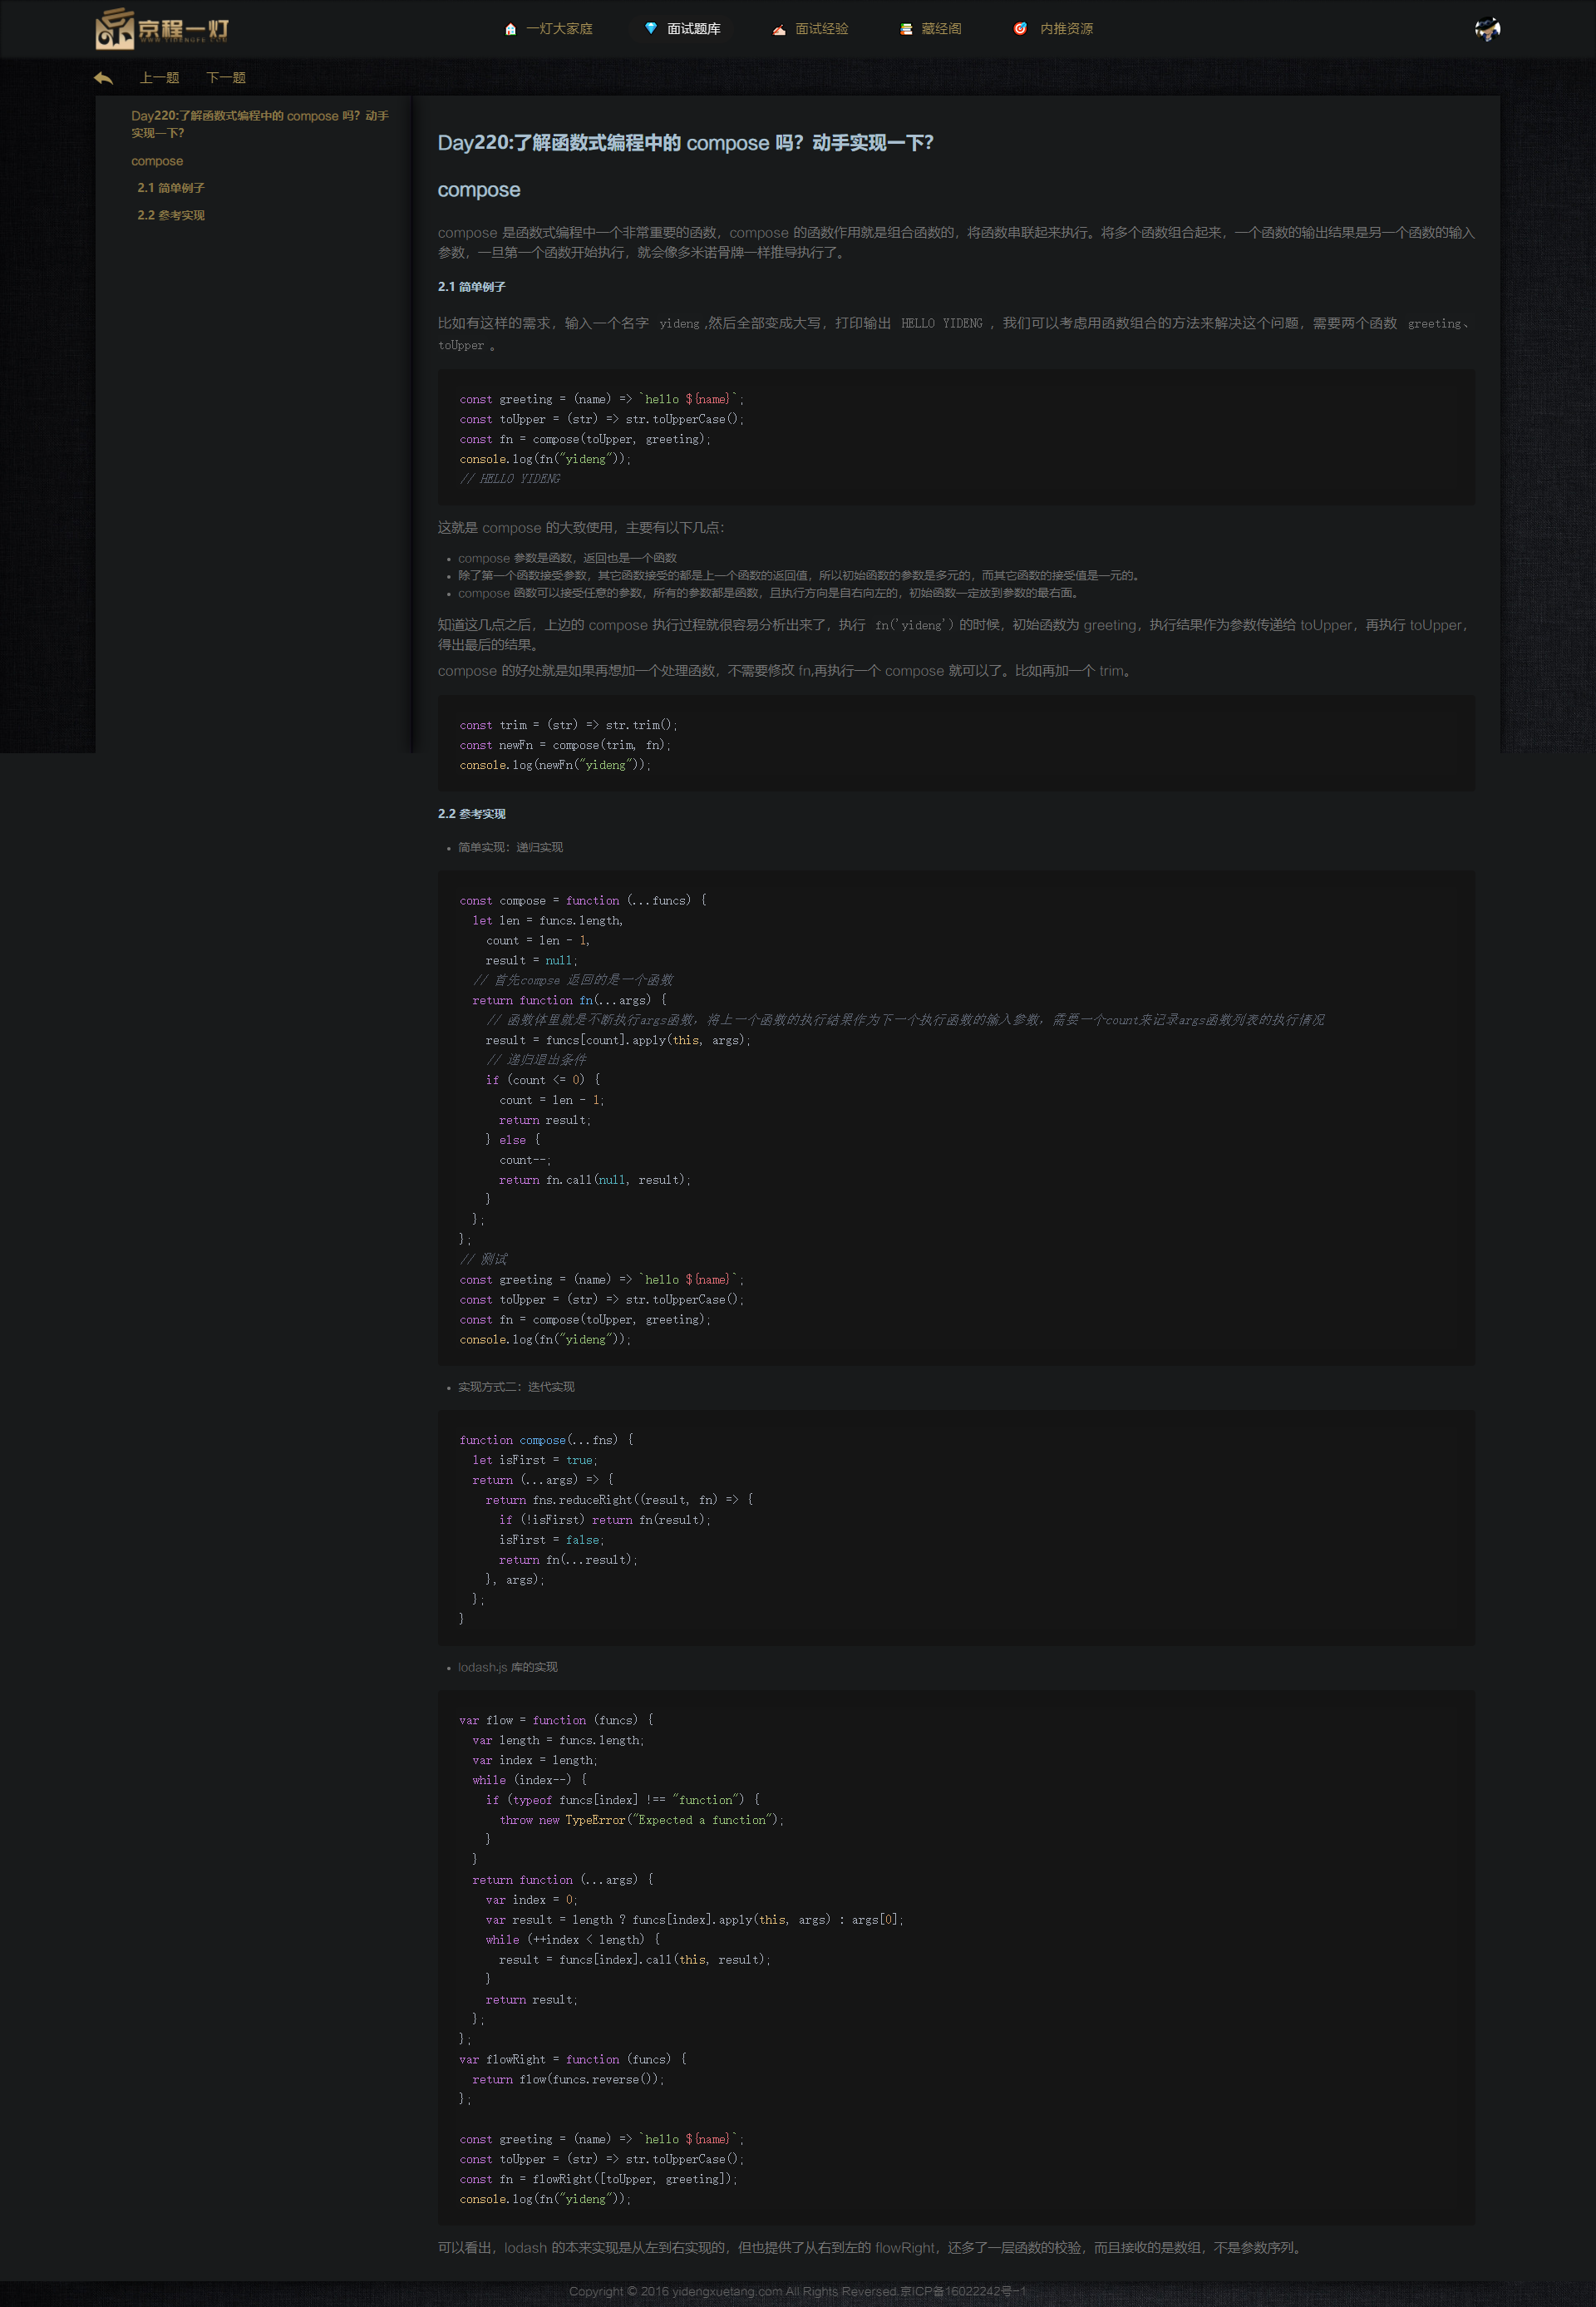 京程一灯
WWW.YIDENGFE.COM
一灯大家庭
面试题库
面试经验
藏经阁
内推资源
上一题 下一题
Day220:了解函数式编程中的 compose 吗？动手
实现一下？
compose
2.1 简单例子
2.2 参考实现
Day220:了解函数式编程中的 compose 吗？动手实现一下？
compose
compose 是函数式编程中一个非常重要的函数，compose 的函数作用就是组合函数的，将函数串联起来执行。将多个函数组合起来，一个函数的输出结果是另一个函数的输入
参数，一旦第一个函数开始执行，就会像多米诺骨牌一样推导执行了。
2.1 简单例子
比如有这样的需求，输入一个名字 yideng ,然后全部变成大写，打印输出 HELLO YIDENG ，我们可以考虑用函数组合的方法来解决这个问题，需要两个函数 greeting、
toUpper 。
const greeting = (name) => `hello ${name}`;
const toUpper = (str) => str.toUpperCase();
const fn = compose(toUpper, greeting);
console.log(fn("yideng"));
// HELLO YIDENG
这就是 compose 的大致使用，主要有以下几点：
• compose 参数是函数，返回也是一个函数
• 除了第一个函数接受参数，其它函数接受的都是上一个函数的返回值，所以初始函数的参数是多元的，而其它函数的接受值是一元的。
• compose 函数可以接受任意的参数，所有的参数都是函数，且执行方向是自右向左的，初始函数一定放到参数的最右面。
知道这几点之后，上边的 compose 执行过程就很容易分析出来了，执行 fn('yideng') 的时候，初始函数为 greeting，执行结果作为参数传递给 toUpper，再执行 toUpper，
得出最后的结果。
compose 的好处就是如果再想加一个处理函数，不需要修改 fn,再执行一个 compose 就可以了。比如再加一个 trim。
const trim = (str) => str.trim();
const newFn = compose(trim, fn);
console.log(newFn("yideng"));
2.2 参考实现
• 简单实现：递归实现
const compose = function (...funcs) {
  let len = funcs.length,
    count = len - 1,
    result = null;
  // 首先compse 返回的是一个函数
  return function fn(...args) {
    // 函数体里就是不断执行args函数，将上一个函数的执行结果作为下一个执行函数的输入参数，需要一个count来记录args函数列表的执行情况
    result = funcs[count].apply(this, args);
    // 递归退出条件
    if (count <= 0) {
      count = len - 1;
      return result;
    } else {
      count--;
      return fn.call(null, result);
    }
  };
};
// 测试
const greeting = (name) => `hello ${name}`;
const toUpper = (str) => str.toUpperCase();
const fn = compose(toUpper, greeting);
console.log(fn("yideng"));
• 实现方式二：迭代实现
function compose(...fns) {
  let isFirst = true;
  return (...args) => {
    return fns.reduceRight((result, fn) => {
      if (!isFirst) return fn(result);
      isFirst = false;
      return fn(...result);
    }, args);
  };
}
• lodash.js 库的实现
var flow = function (funcs) {
  var length = funcs.length;
  var index = length;
  while (index--) {
    if (typeof funcs[index] !== "function") {
      throw new TypeError("Expected a function");
    }
  }
  return function (...args) {
    var index = 0;
    var result = length ? funcs[index].apply(this, args) : args[0];
    while (++index < length) {
      result = funcs[index].call(this, result);
    }
    return result;
  };
};
var flowRight = function (funcs) {
  return flow(funcs.reverse());
};
const greeting = (name) => `hello ${name}`;
const toUpper = (str) => str.toUpperCase();
const fn = flowRight([toUpper, greeting]);
console.log(fn("yideng"));
可以看出，lodash 的本来实现是从左到右实现的，但也提供了从右到左的 flowRight，还多了一层函数的校验，而且接收的是数组，不是参数序列。
Copyright © 2016 yidengxuetang.com All Rights Reversed.京ICP备16022242号-1